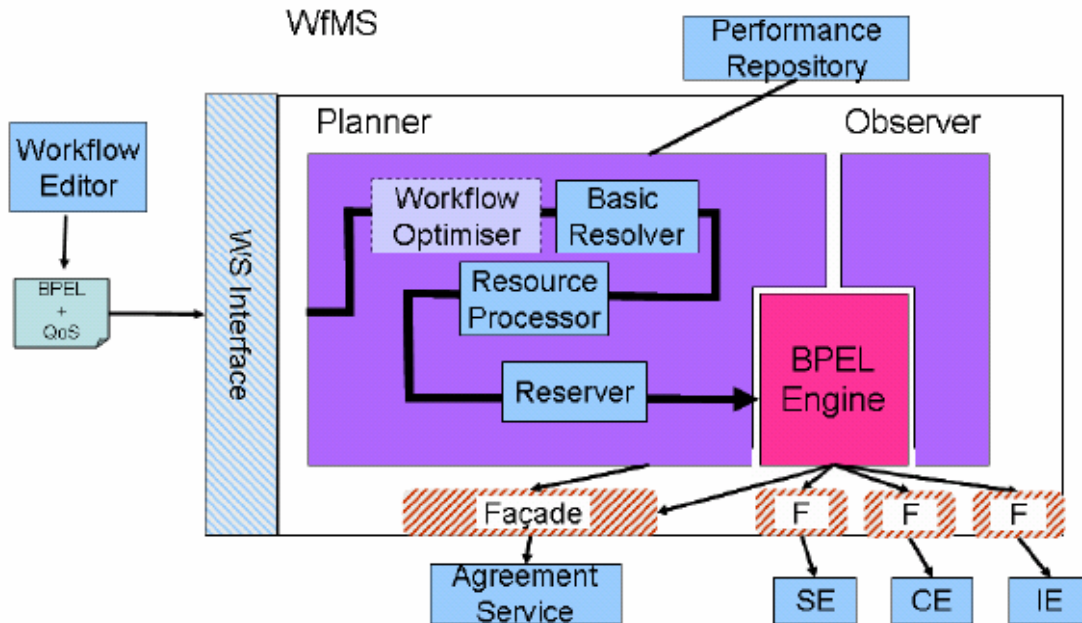 WfMS
Performance
Repository
Planner
Observer
Workflow
Editor
Workflow
Optimiser
Basic
Resolver
WS Interface
Resource
Processor
BPEL
+
QoS
BPEL
Engine
Reserver
Façade
F
F
F
Agreement
Service
SE
CE
IE